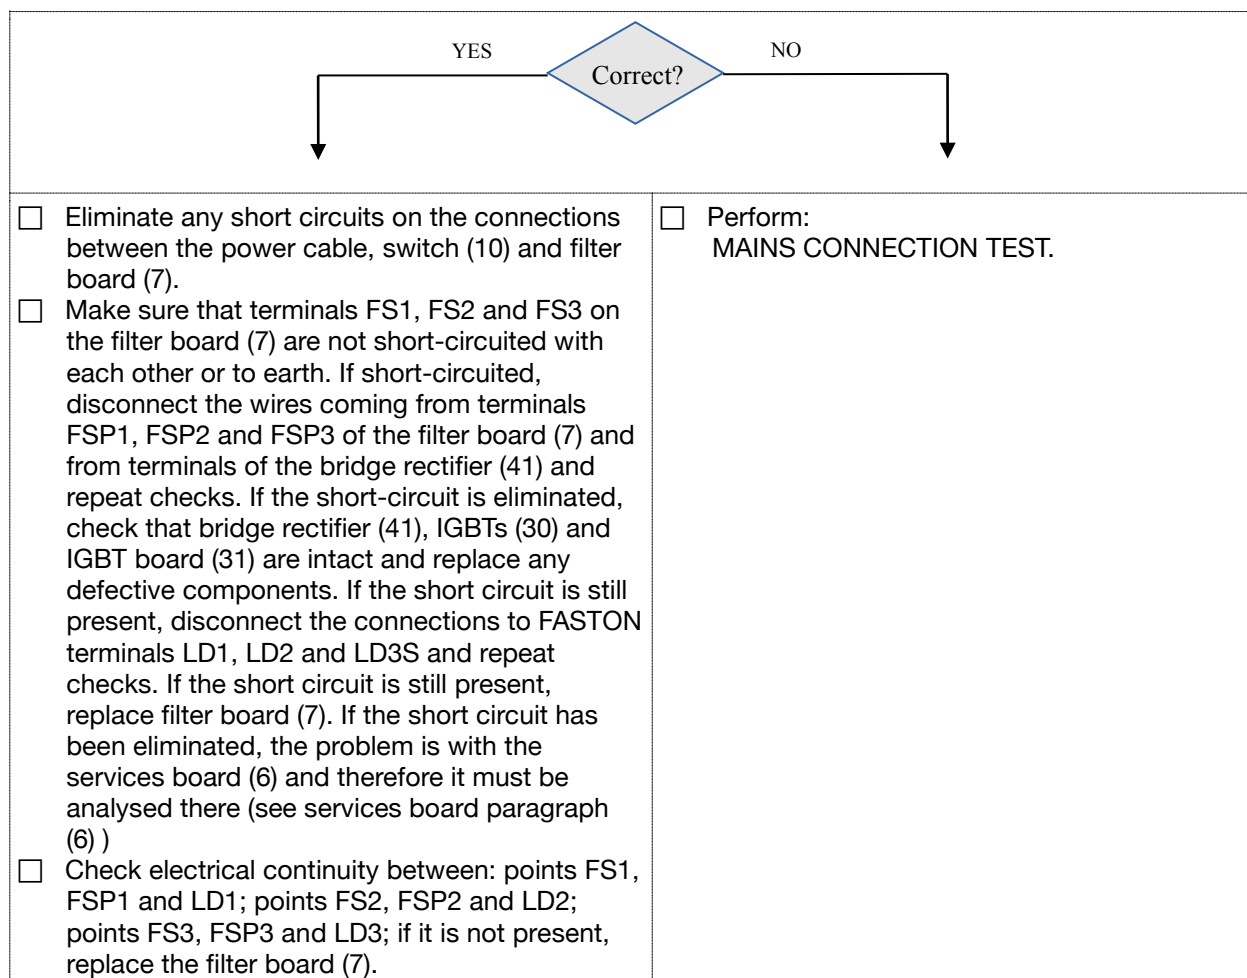 YES
Correct?
NO
☐ Eliminate any short circuits on the connections
between the power cable, switch (10) and filter
board (7).
☐ Make sure that terminals FS1, FS2 and FS3 on
the filter board (7) are not short-circuited with
each other or to earth. If short-circuited,
disconnect the wires coming from terminals
FSP1, FSP2 and FSP3 of the filter board (7) and
from terminals of the bridge rectifier (41) and
repeat checks. If the short-circuit is eliminated,
check that bridge rectifier (41), IGBTs (30) and
IGBT board (31) are intact and replace any
defective components. If the short circuit is still
present, disconnect the connections to FASTON
terminals LD1, LD2 and LD3S and repeat
checks. If the short circuit is still present,
replace filter board (7). If the short circuit has
been eliminated, the problem is with the
services board (6) and therefore it must be
analysed there (see services board paragraph
(6) )
☐ Check electrical continuity between: points FS1,
FSP1 and LD1; points FS2, FSP2 and LD2;
points FS3, FSP3 and LD3; if it is not present,
replace the filter board (7).
☐ Perform:
MAINS CONNECTION TEST.